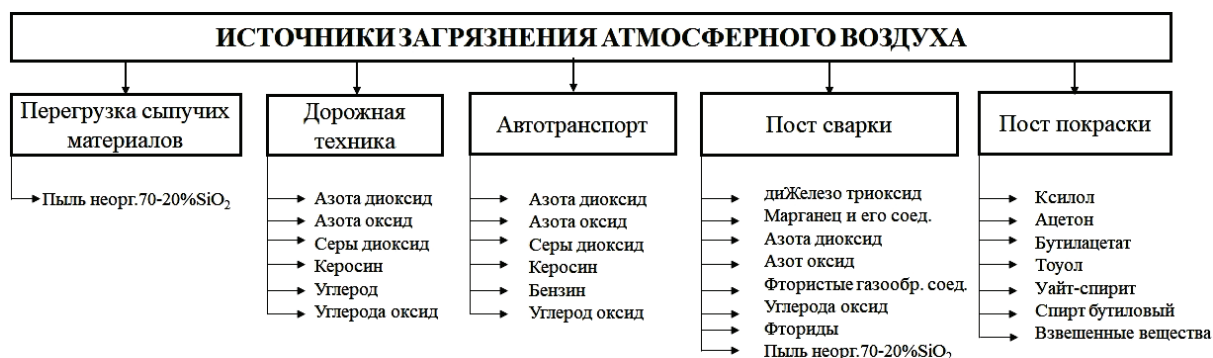 ИСТОЧНИКИ ЗАГРЯЗНЕНИЯ АТМОСФЕРНОГО ВОЗДУХА
Перегрузка сыпучих
материалов
Пыль неорг.70-20%SiO₂
Дорожная
техника
Азота диоксид
Азота оксид
Серы диоксид
Керосин
Углерод
Углерода оксид
Автотранспорт
Азота диоксид
Азота оксид
Серы диоксид
Керосин
Бензин
Углерод оксид
Пост сварки
диЖелезо триоксид
Марганец и его соед.
Азота диоксид
Азот оксид
Фтористые газообр. соед.
Углерода оксид
Фториды
Пыль неорг.70-20%SiO₂
Пост покраски
Ксилол
Ацетон
Бутилацетат
Тоуол
Уайт-спирит
Спирт бутиловый
Взвешенные вещества